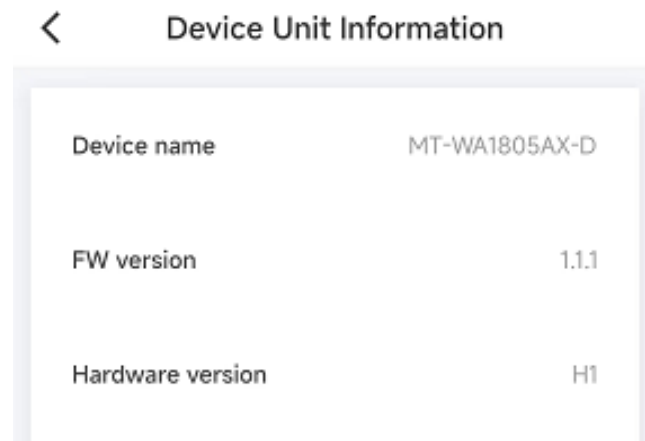 Device Unit Information
Device name MT-WA1805AX-D
FW version 1.1.1
Hardware version H1